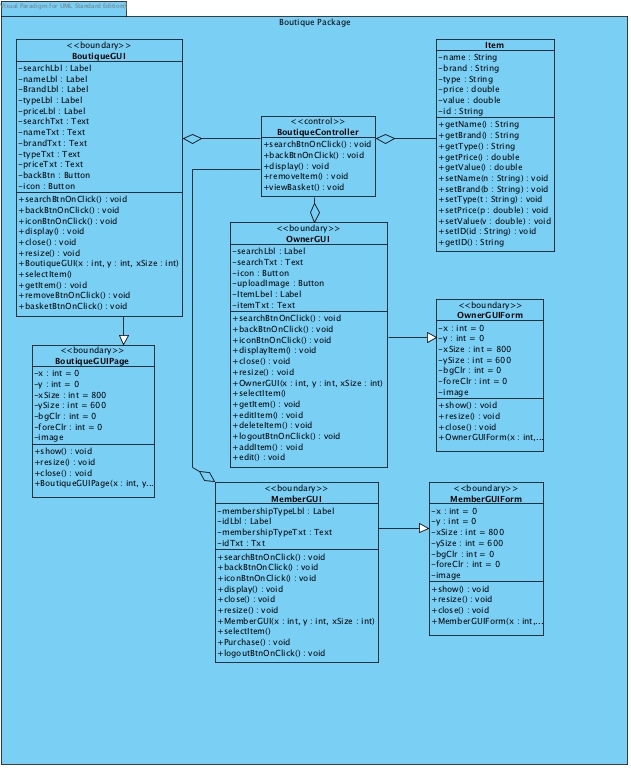 Visual Paradigm for UML Standard Edition
Boutique Package
<<boundary>>
BoutiqueGUI
-searchLbl : Label
-nameLbl : Label
-BrandLbl : Label
-typeLbl : Label
-priceLbl : Label
-searchTxt : Text
-nameTxt : Text
-brandTxt : Text
-typeTxt : Text
-priceTxt : Text
-backBtn : Button
-icon : Button
+searchBtnOnClick() : void
+backBtnOnClick() : void
+iconBtnOnClick() : void
+display() : void
+close() : void
+resize() : void
+BoutiqueGUI(x : int, y : int, xSize : int)
+selectItem()
+getItem() : void
+removeBtnOnClick() : void
+basketBtnOnClick() : void
<<control>>
BoutiqueController
+searchBtnOnClick() : void
+backBtnOnClick() : void
+display() : void
+removeItem() : void
+viewBasket() : void
Item
-name : String
-brand : String
-type : String
-price : double
-value : double
-id : String
+getName() : String
+getBrand() : String
+getType() : String
+getPrice() : double
+getValue() : double
+setName(n : String) : void
+setBrand(b : String) : void
+setType(t : String) : void
+setPrice(p : double) : void
+setValue(v : double) : void
+setID(id : String) : void
+getID() : String
<<boundary>>
OwnerGUI
-searchLbl : Label
-searchTxt : Text
-icon : Button
-uploadImage : Button
-ItemLbel : Label
-itemTxt : Text
+searchBtnOnClick() : void
+backBtnOnClick() : void
+iconBtnOnClick() : void
+displayItem() : void
+close() : void
+resize() : void
+OwnerGUI(x : int, y : int, xSize : int)
+selectItem()
+getItem() : void
+editItem() : void
+deleteItem() : void
+logoutBtnOnClick() : void
+addItem() : void
+edit() : void
<<boundary>>
OwnerGUIForm
-x : int = 0
-y : int = 0
-xSize : int = 800
-ySize : int = 600
-bgClr : int = 0
-foreClr : int = 0
-image
+show() : void
+resize() : void
+close() : void
+OwnerGUIForm(x : int,...
<<boundary>>
BoutiqueGUIPage
-x : int = 0
-y : int = 0
-xSize : int = 800
-ySize : int = 600
-bgClr : int = 0
-foreClr : int = 0
-image
+show() : void
+resize() : void
+close() : void
+BoutiqueGUIPage(x : int, y...
<<boundary>>
MemberGUI
-membershipTypeLbl : Label
-idLbl : Label
-membershipTypeTxt : Text
-idTxt : Txt
+searchBtnOnClick() : void
+backBtnOnClick() : void
+iconBtnOnClick() : void
+display() : void
+close() : void
+resize() : void
+MemberGUI(x : int, y : int, xSize : int)
+selectItem()
+Purchase() : void
+logoutBtnOnClick() : void
<<boundary>>
MemberGUIForm
-x : int = 0
-y : int = 0
-xSize : int = 800
-ySize : int = 600
-bgClr : int = 0
-foreClr : int = 0
-image
+show() : void
+resize() : void
+close() : void
+MemberGUIForm(x : int,...